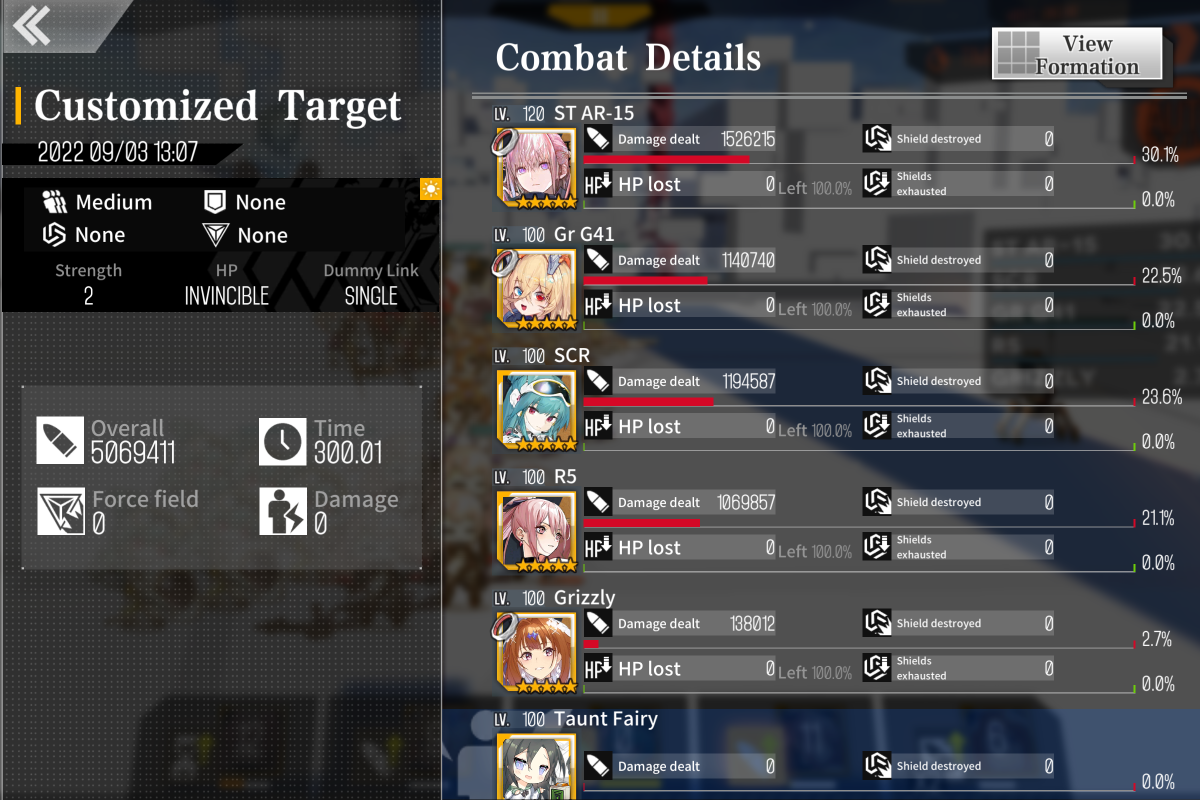 Customized Target
2022 09/03 13:07
Medium
None
None
None
Strength
HP
Dummy Link
2
INVINCIBLE
SINGLE
Overall
5069411
Time
300.01
Force field
0
Damage
0
Combat Details
View
Formation
LV. 120 ST AR-15
Damage dealt 1526215
Shield destroyed 0
30.1%
HP HP lost 0 Left 100.0%
Shields
exhausted 0
0.0%
LV. 100 Gr G41
Damage dealt 1140740
Shield destroyed 0
22.5%
HP HP lost 0 Left 100.0%
Shields
exhausted 0
0.0%
LV. 100 SCR
Damage dealt 1194587
Shield destroyed 0
23.6%
HP HP lost 0 Left 100.0%
Shields
exhausted 0
0.0%
LV. 100 R5
Damage dealt 1069857
Shield destroyed 0
21.1%
HP HP lost 0 Left 100.0%
Shields
exhausted 0
0.0%
LV. 100 Grizzly
Damage dealt 138012
Shield destroyed 0
2.7%
HP HP lost 0 Left 100.0%
Shields
exhausted 0
0.0%
LV. 100 Taunt Fairy
Damage dealt 0
Shield destroyed 0
0.0%